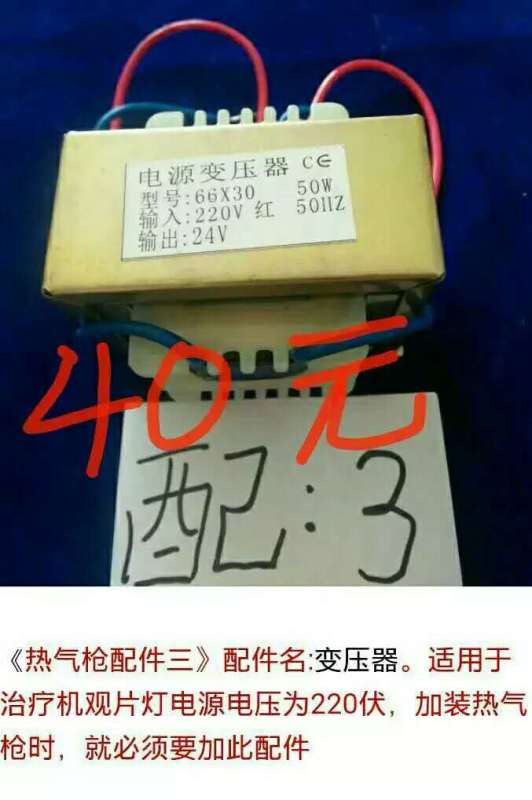 电源变压器 CE
型号:66X30 50W
输入:220V 红 50HZ
输出:24V
40元
配:3
《热气枪配件三》配件名:变压器。适用于
治疗机观片灯电源电压为220伏，加装热气
枪时，就必须要加此配件